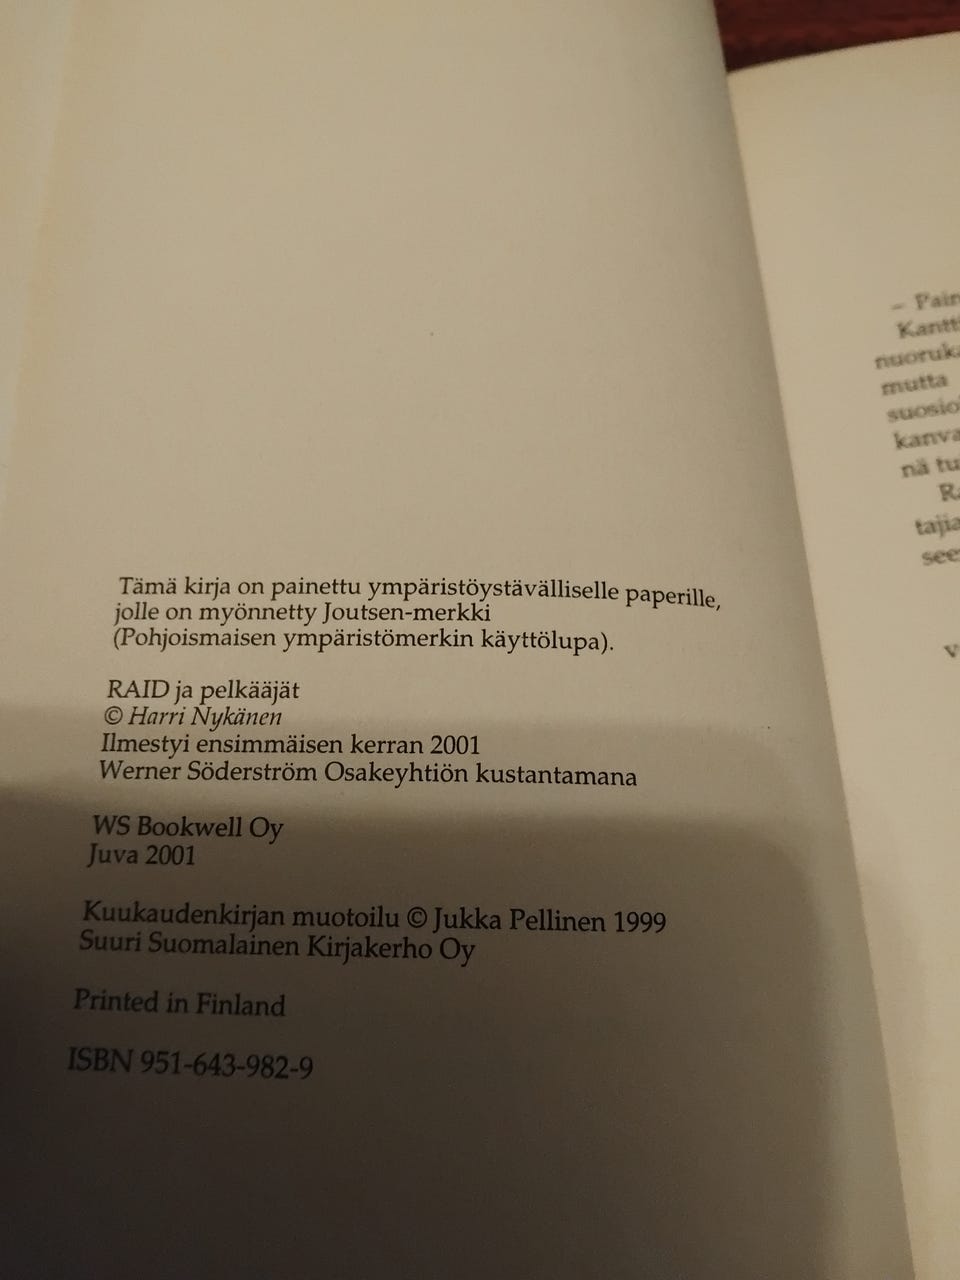 Tämä kirja on painettu ympäristöystävälliselle paperille,
jolle on myönnetty Joutsen-merkki
(Pohjoismaisen ympäristömerkin käyttölupa).
RAID ja pelkääjät
© Harri Nykänen
Ilmestyi ensimmäisen kerran 2001
Werner Söderström Osakeyhtiön kustantamana
WS Bookwell Oy
Juva 2001
Kuukaudenkirjan muotoilu © Jukka Pellinen 1999
Suuri Suomalainen Kirjakerho Oy
Printed in Finland
ISBN 951-643-982-9
mutta
nä